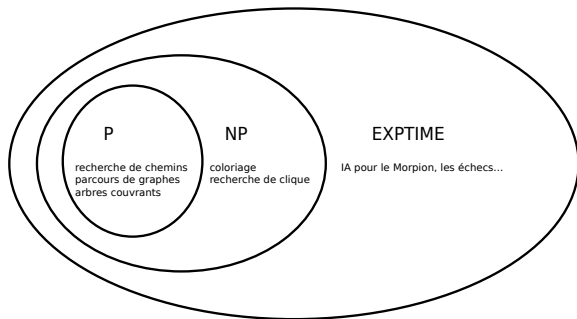 P
recherche de chemins
parcours de graphes
arbres couvrants
NP
coloriage
recherche de clique
EXPTIME
IA pour le Morpion, les échecs...